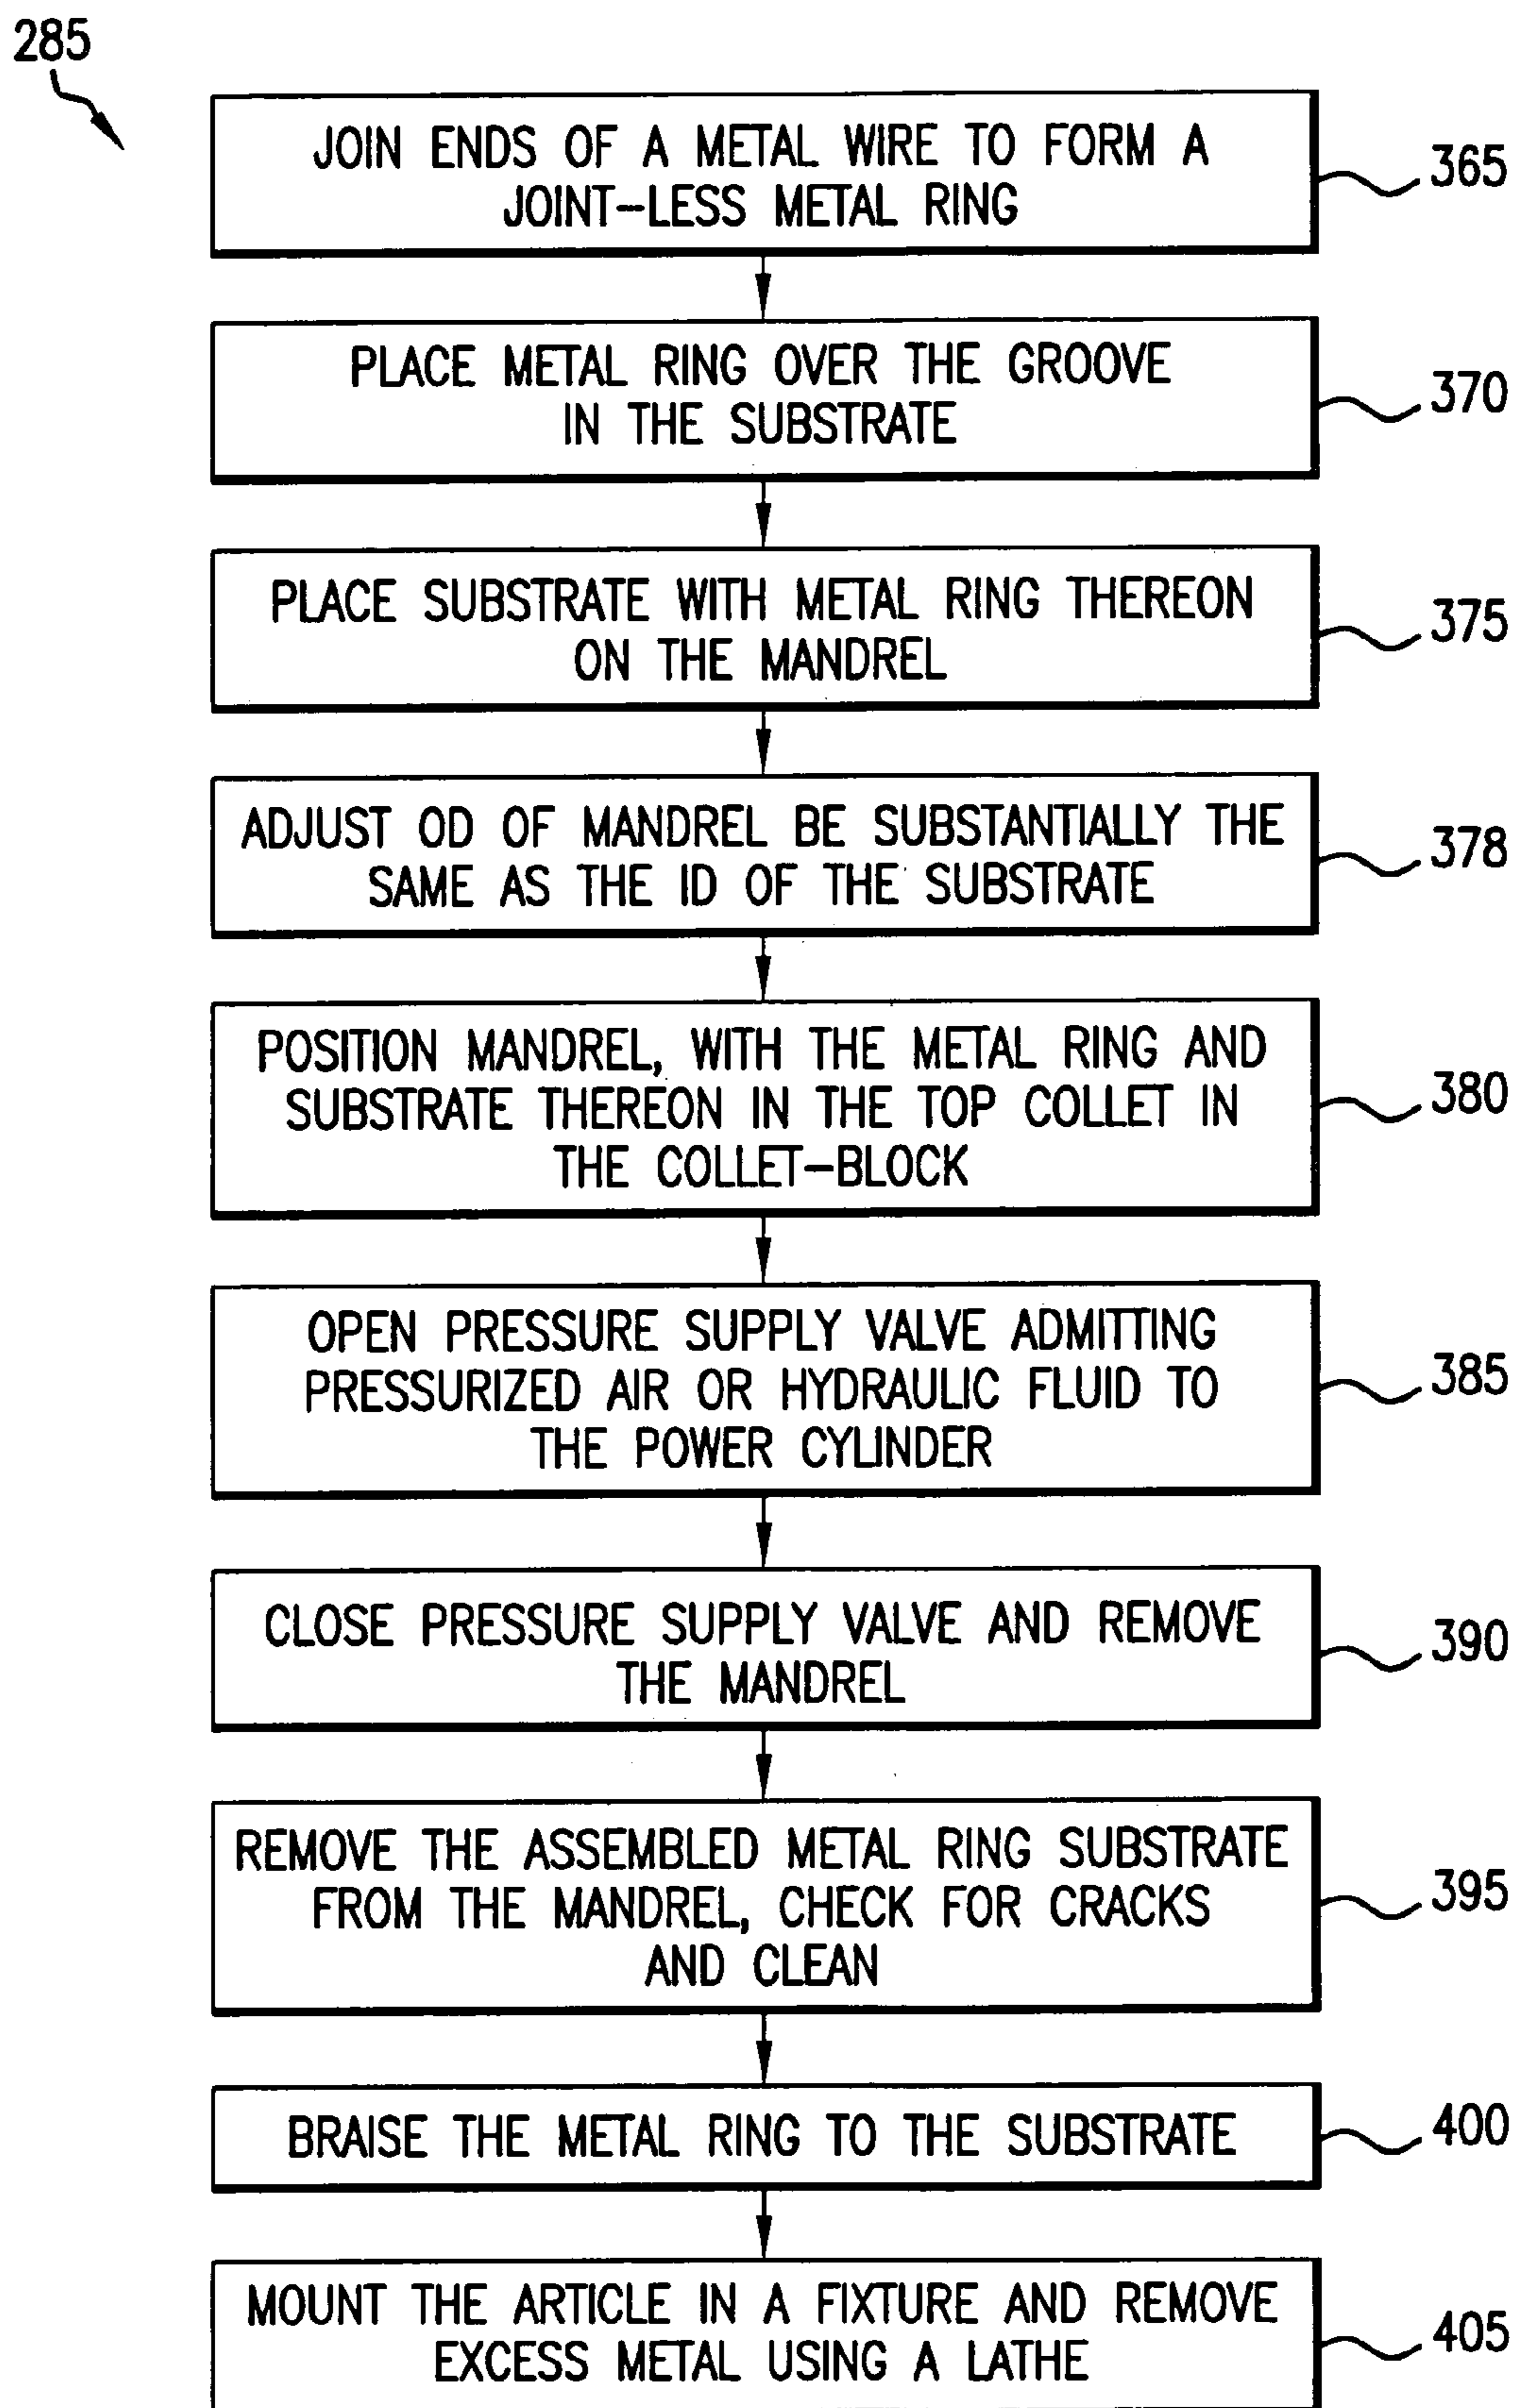 285
JOIN ENDS OF A METAL WIRE TO FORM A
JOINT-LESS METAL RING
365
PLACE METAL RING OVER THE GROOVE
IN THE SUBSTRATE
370
PLACE SUBSTRATE WITH METAL RING THEREON
ON THE MANDREL
375
ADJUST OD OF MANDREL BE SUBSTANTIALLY THE
SAME AS THE ID OF THE SUBSTRATE
378
POSITION MANDREL, WITH THE METAL RING AND
SUBSTRATE THEREON IN THE TOP COLLET IN
THE COLLET-BLOCK
380
OPEN PRESSURE SUPPLY VALVE ADMITTING
PRESSURIZED AIR OR HYDRAULIC FLUID TO
THE POWER CYLINDER
385
CLOSE PRESSURE SUPPLY VALVE AND REMOVE
THE MANDREL
390
REMOVE THE ASSEMBLED METAL RING SUBSTRATE
FROM THE MANDREL, CHECK FOR CRACKS
AND CLEAN
395
BRAISE THE METAL RING TO THE SUBSTRATE
400
MOUNT THE ARTICLE IN A FIXTURE AND REMOVE
EXCESS METAL USING A LATHE
405